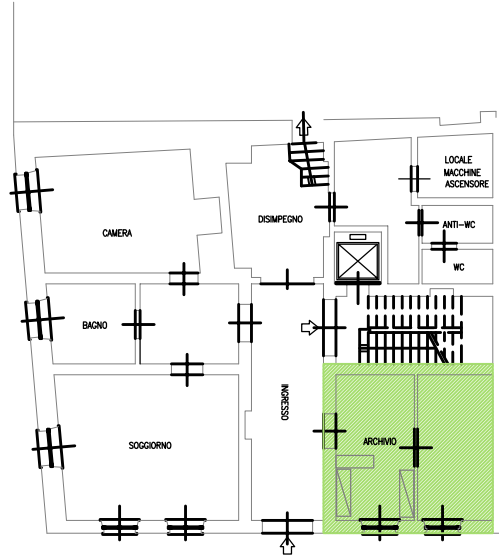 LOCALE
MACCHINE
ASCENSORE
DISIMPEGNO
ANTI-WC
CAMERA
WC
BAGNO
INGRESSO
SOGGIORNO
ARCHIVIO